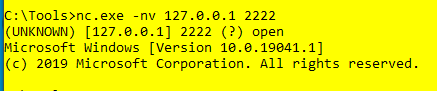 C:\Tools>nc.exe -nv 127.0.0.1 2222
(UNKNOWN) [127.0.0.1] 2222 (?) open
Microsoft Windows [Version 10.0.19041.1]
(c) 2019 Microsoft Corporation. All rights reserved.